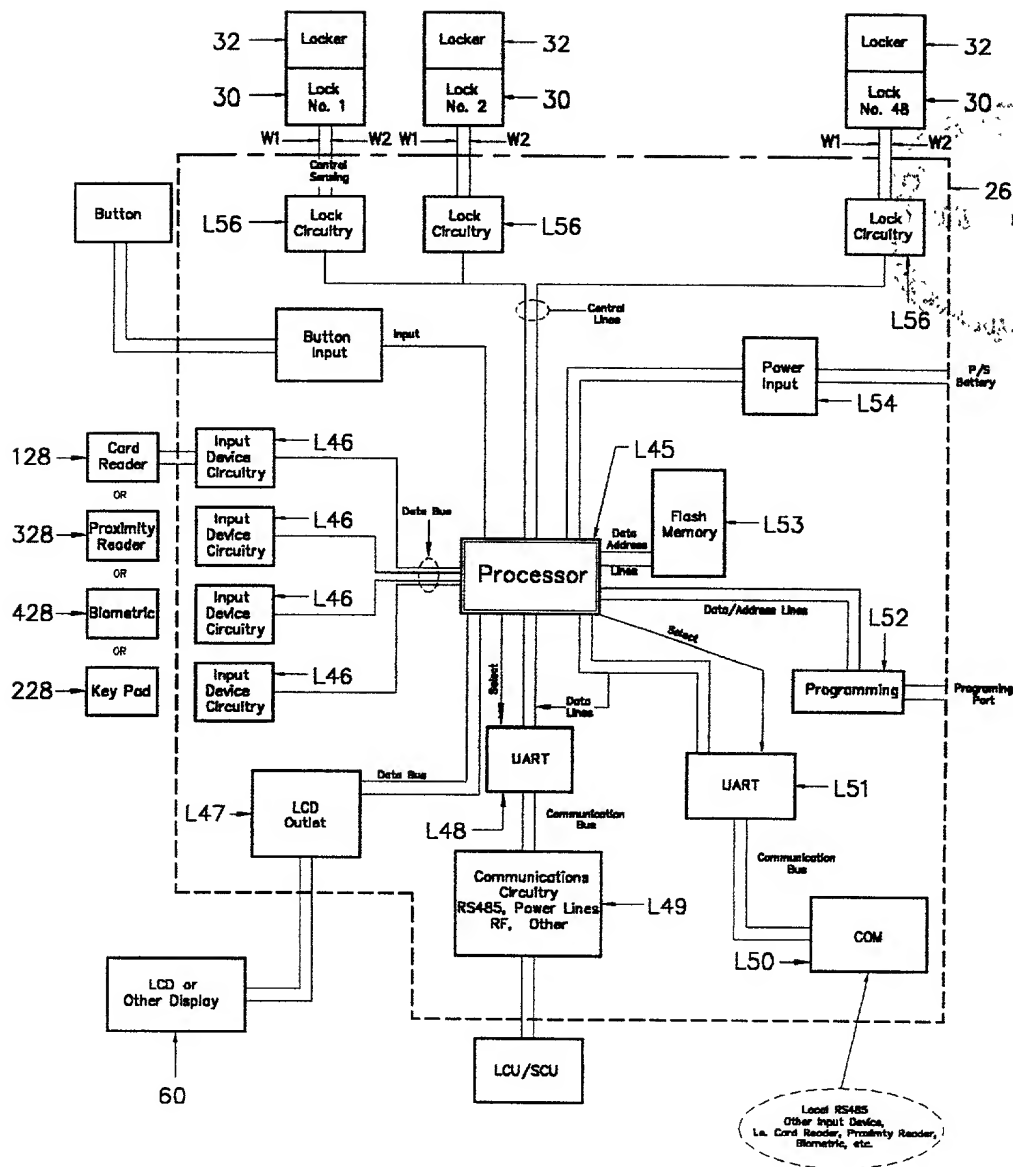 32
Locker
Locker
32
Locker
32
30
Lock
No. 1
Lock
No. 2
30
Lock
No. 48
30
W1
W2
W1
W2
W1
W2
Control
Sensing
26
Button
L56
Lock
Circuitry
Lock
Circuitry
L56
Lock
Circuitry
L56
Control
Lines
Button
Input
Input
Power
Input
P/S
Battery
L54
128
Card
Reader
Input
Device
Circuitry
L46
OR
L45
328
Proximity
Reader
Input
Device
Circuitry
L46
Data Bus
Flash
Memory
L53
Data
Address
Lines
OR
Processor
428
Biometric
Input
Device
Circuitry
L46
Data/Address Lines
OR
228
Key Pad
Input
Device
Circuitry
L46
Select
Select
L52
Programming
Programing
Port
Data
Lines
Data Bus
UART
UART
L51
L47
LCD
Outlet
L48
Communication
Bus
Communication
Bus
Communications
Circuitry
RS485, Power Lines
RF, Other
L49
COM
L50
LCD or
Other Display
60
LCU/SCU
Local RS485
Other Input Device,
i.e. Card Reader, Proximity Reader,
Biometric, etc.